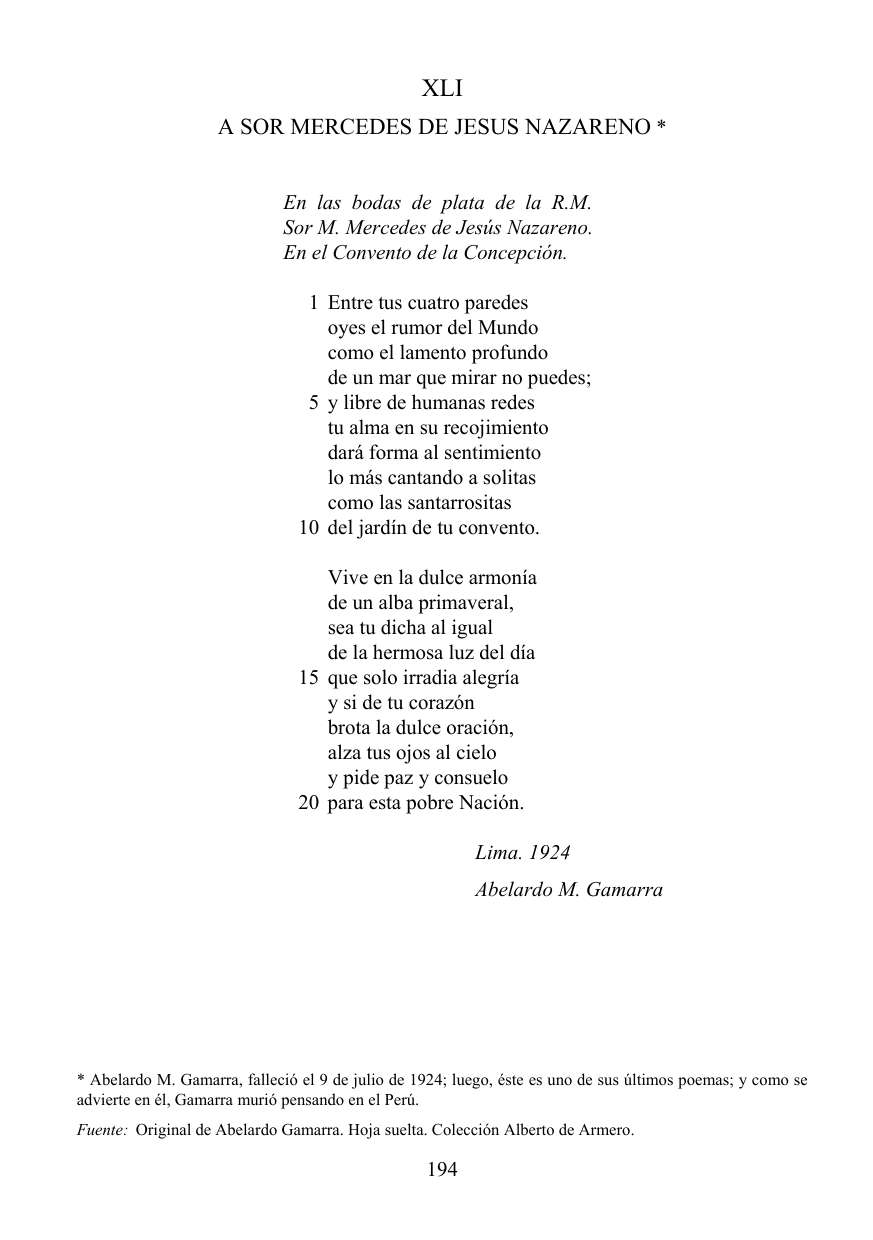 XLI
A SOR MERCEDES DE JESUS NAZARENO *
En las bodas de plata de la R.M.
Sor M. Mercedes de Jesús Nazareno.
En el Convento de la Concepción.
1 Entre tus cuatro paredes
oyes el rumor del Mundo
como el lamento profundo
de un mar que mirar no puedes;
5 y libre de humanas redes
tu alma en su recojimiento
dará forma al sentimiento
lo más cantando a solitas
como las santarrositas
10 del jardín de tu convento.
Vive en la dulce armonía
de un alba primaveral,
sea tu dicha al igual
de la hermosa luz del día
15 que solo irradia alegría
y si de tu corazón
brota la dulce oración,
alza tus ojos al cielo
y pide paz y consuelo
20 para esta pobre Nación.
Lima. 1924
Abelardo M. Gamarra
* Abelardo M. Gamarra, falleció el 9 de julio de 1924; luego, éste es uno de sus últimos poemas; y como se
advierte en él, Gamarra murió pensando en el Perú.
Fuente: Original de Abelardo Gamarra. Hoja suelta. Colección Alberto de Armero.
194